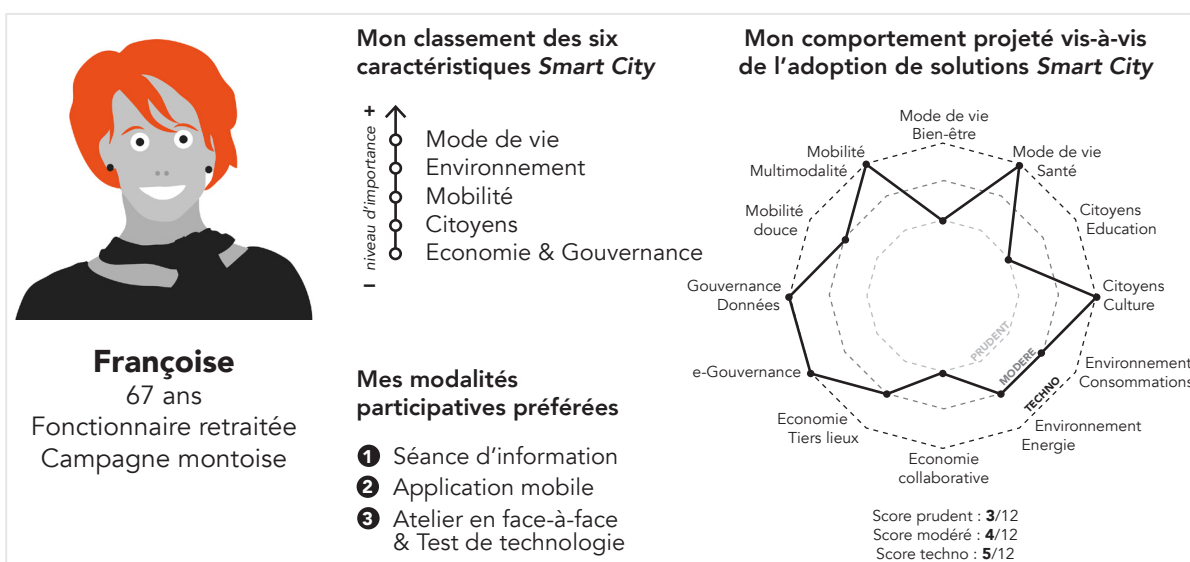 Françoise
67 ans
Fonctionnaire retraitée
Campagne montoise
Mon classement des six
caractéristiques Smart City
+
niveau d'importance
–
Mode de vie
Environnement
Mobilité
Citoyens
Economie & Gouvernance
Mes modalités
participatives préférées
1 Séance d'information
2 Application mobile
3 Atelier en face-à-face
& Test de technologie
Mon comportement projeté vis-à-vis
de l'adoption de solutions Smart City
Mode de vie
Bien-être
Mode de vie
Santé
Citoyens
Education
Citoyens
Culture
Environnement
Consommations
Environnement
Energie
Economie
collaborative
Economie
Tiers lieux
e-Gouvernance
Gouvernance
Données
Mobilité
douce
Mobilité
Multimodalité
PRUDENT
MODERE
TECHNO
Score prudent : 3/12
Score modéré : 4/12
Score techno : 5/12